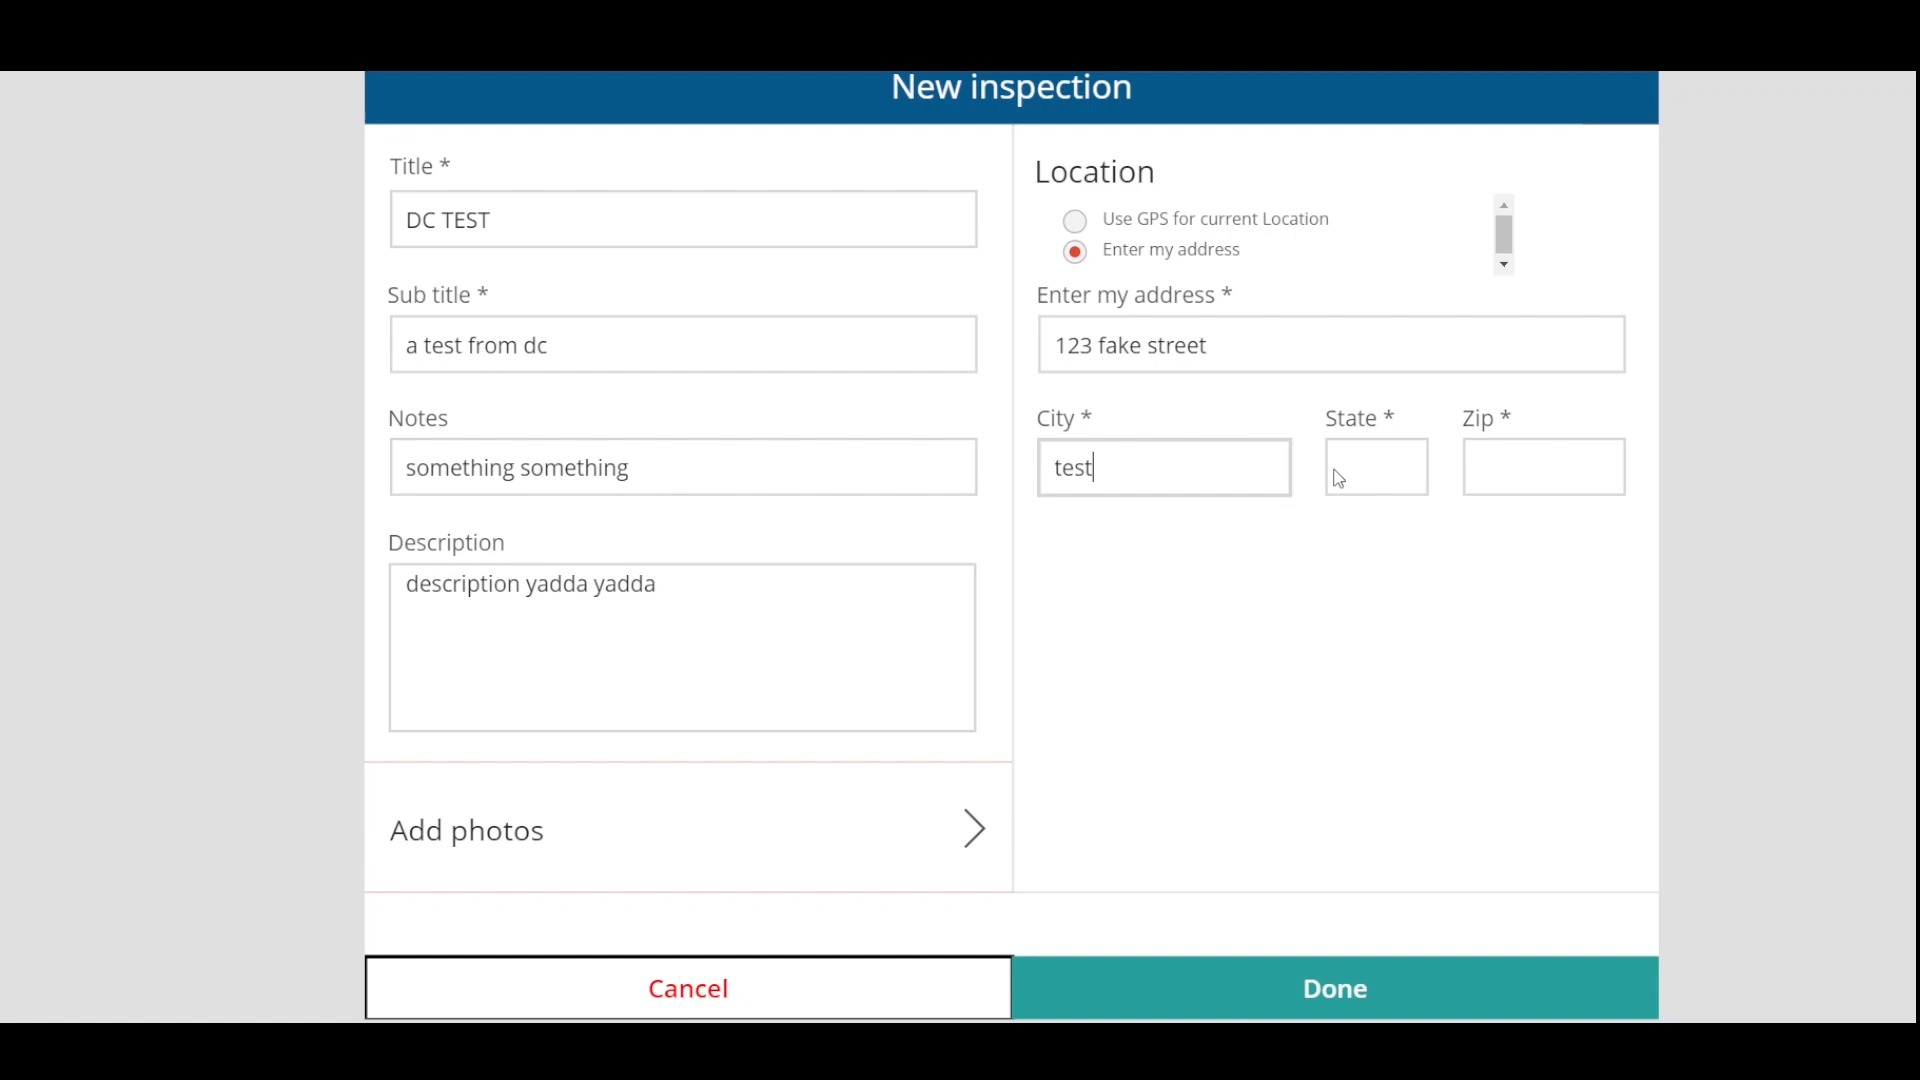 New inspection
Title *
DC TEST
Sub title *
a test from dc
Notes
something something
Description
description yadda yadda
Add photos
Location
Use GPS for current Location
Enter my address
Enter my address *
123 fake street
City *
State *
Zip *
test
Cancel
Done